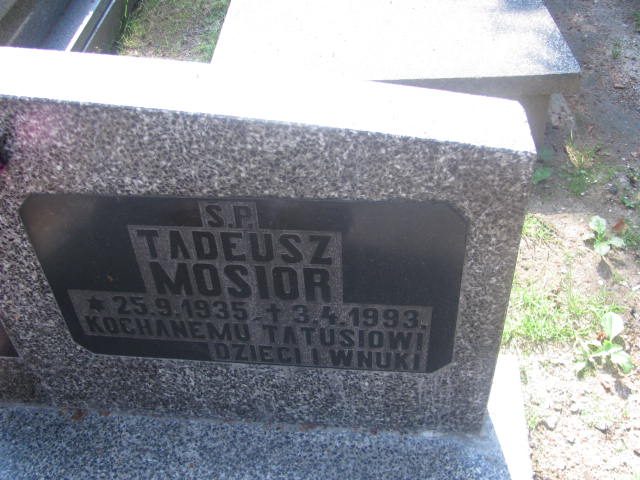 S.P.
TADEUSZ
MOSIOR
* 25.9.1935 † 3.4.1993.
KOCHANEMU TATUSIOWI
DZIECI I WNUKI